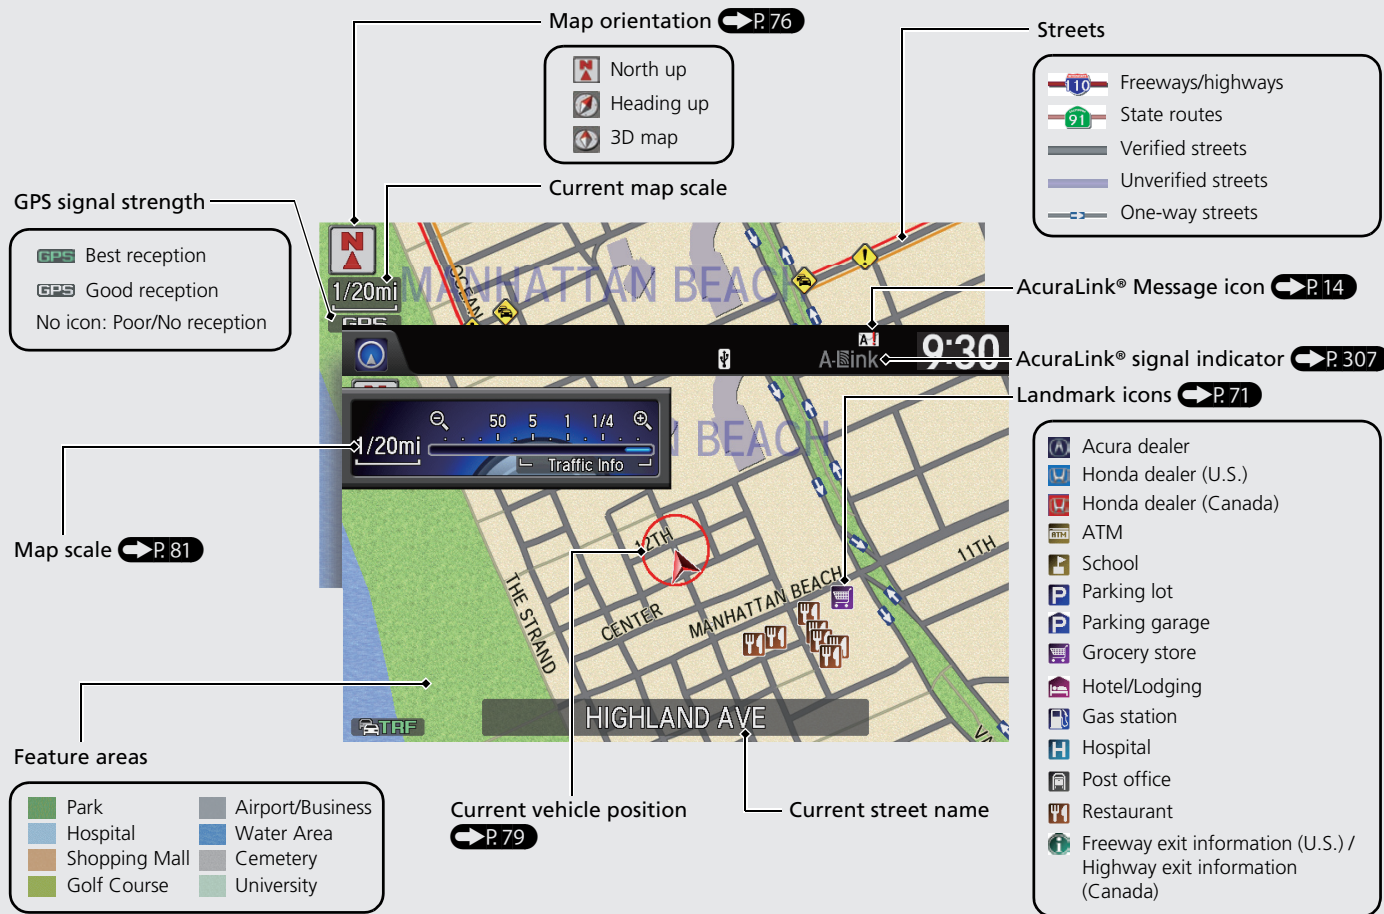 Map orientation P. 76
N North up
Heading up
3D map
Streets
110 Freeways/highways
91 State routes
Verified streets
Unverified streets
One-way streets
GPS signal strength
GPS Best reception
GPS Good reception
No icon: Poor/No reception
Current map scale
N
1/20mi
GPS
MANHATTAN BEACH
OCEAN
AcuraLink® Message icon P. 14
AcuraLink® signal indicator P. 307
A!
A-Link
9:30
Landmark icons P. 71
Acura dealer
Honda dealer (U.S.)
Honda dealer (Canada)
ATM ATM
School
P Parking lot
P Parking garage
Grocery store
Hotel/Lodging
Gas station
H Hospital
Post office
Restaurant
Freeway exit information (U.S.) /
Highway exit information
(Canada)
50 5 1 1/4
1/20mi
Traffic Info
N BEACH
Map scale P. 81
12TH
11TH
THE STRAND
CENTER
MANHATTAN BEACH
TRF
HIGHLAND AVE
Feature areas
Park
Hospital
Shopping Mall
Golf Course
Airport/Business
Water Area
Cemetery
University
Current vehicle position
P. 79
Current street name